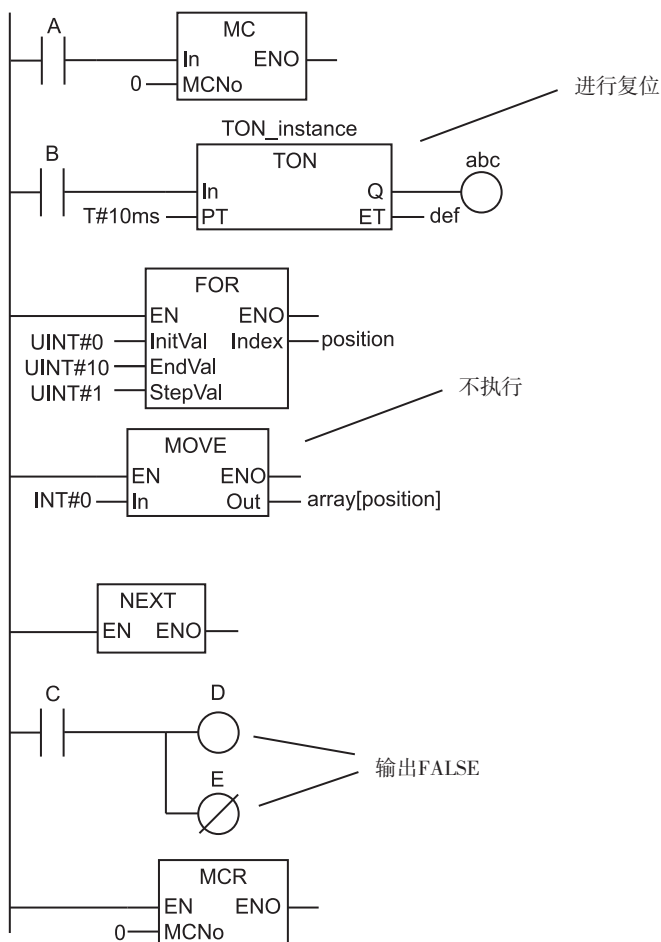 A
MC
In ENO
0 MCNo
进行复位
TON_instance
B
TON
abc
In Q
T#10ms PT ET def
FOR
EN ENO
UINT#0 InitVal Index position
UINT#10 EndVal
UINT#1 StepVal
不执行
MOVE
EN ENO
INT#0 In Out array[position]
NEXT
EN ENO
C
D
输出FALSE
E
MCR
EN ENO
0 MCNo